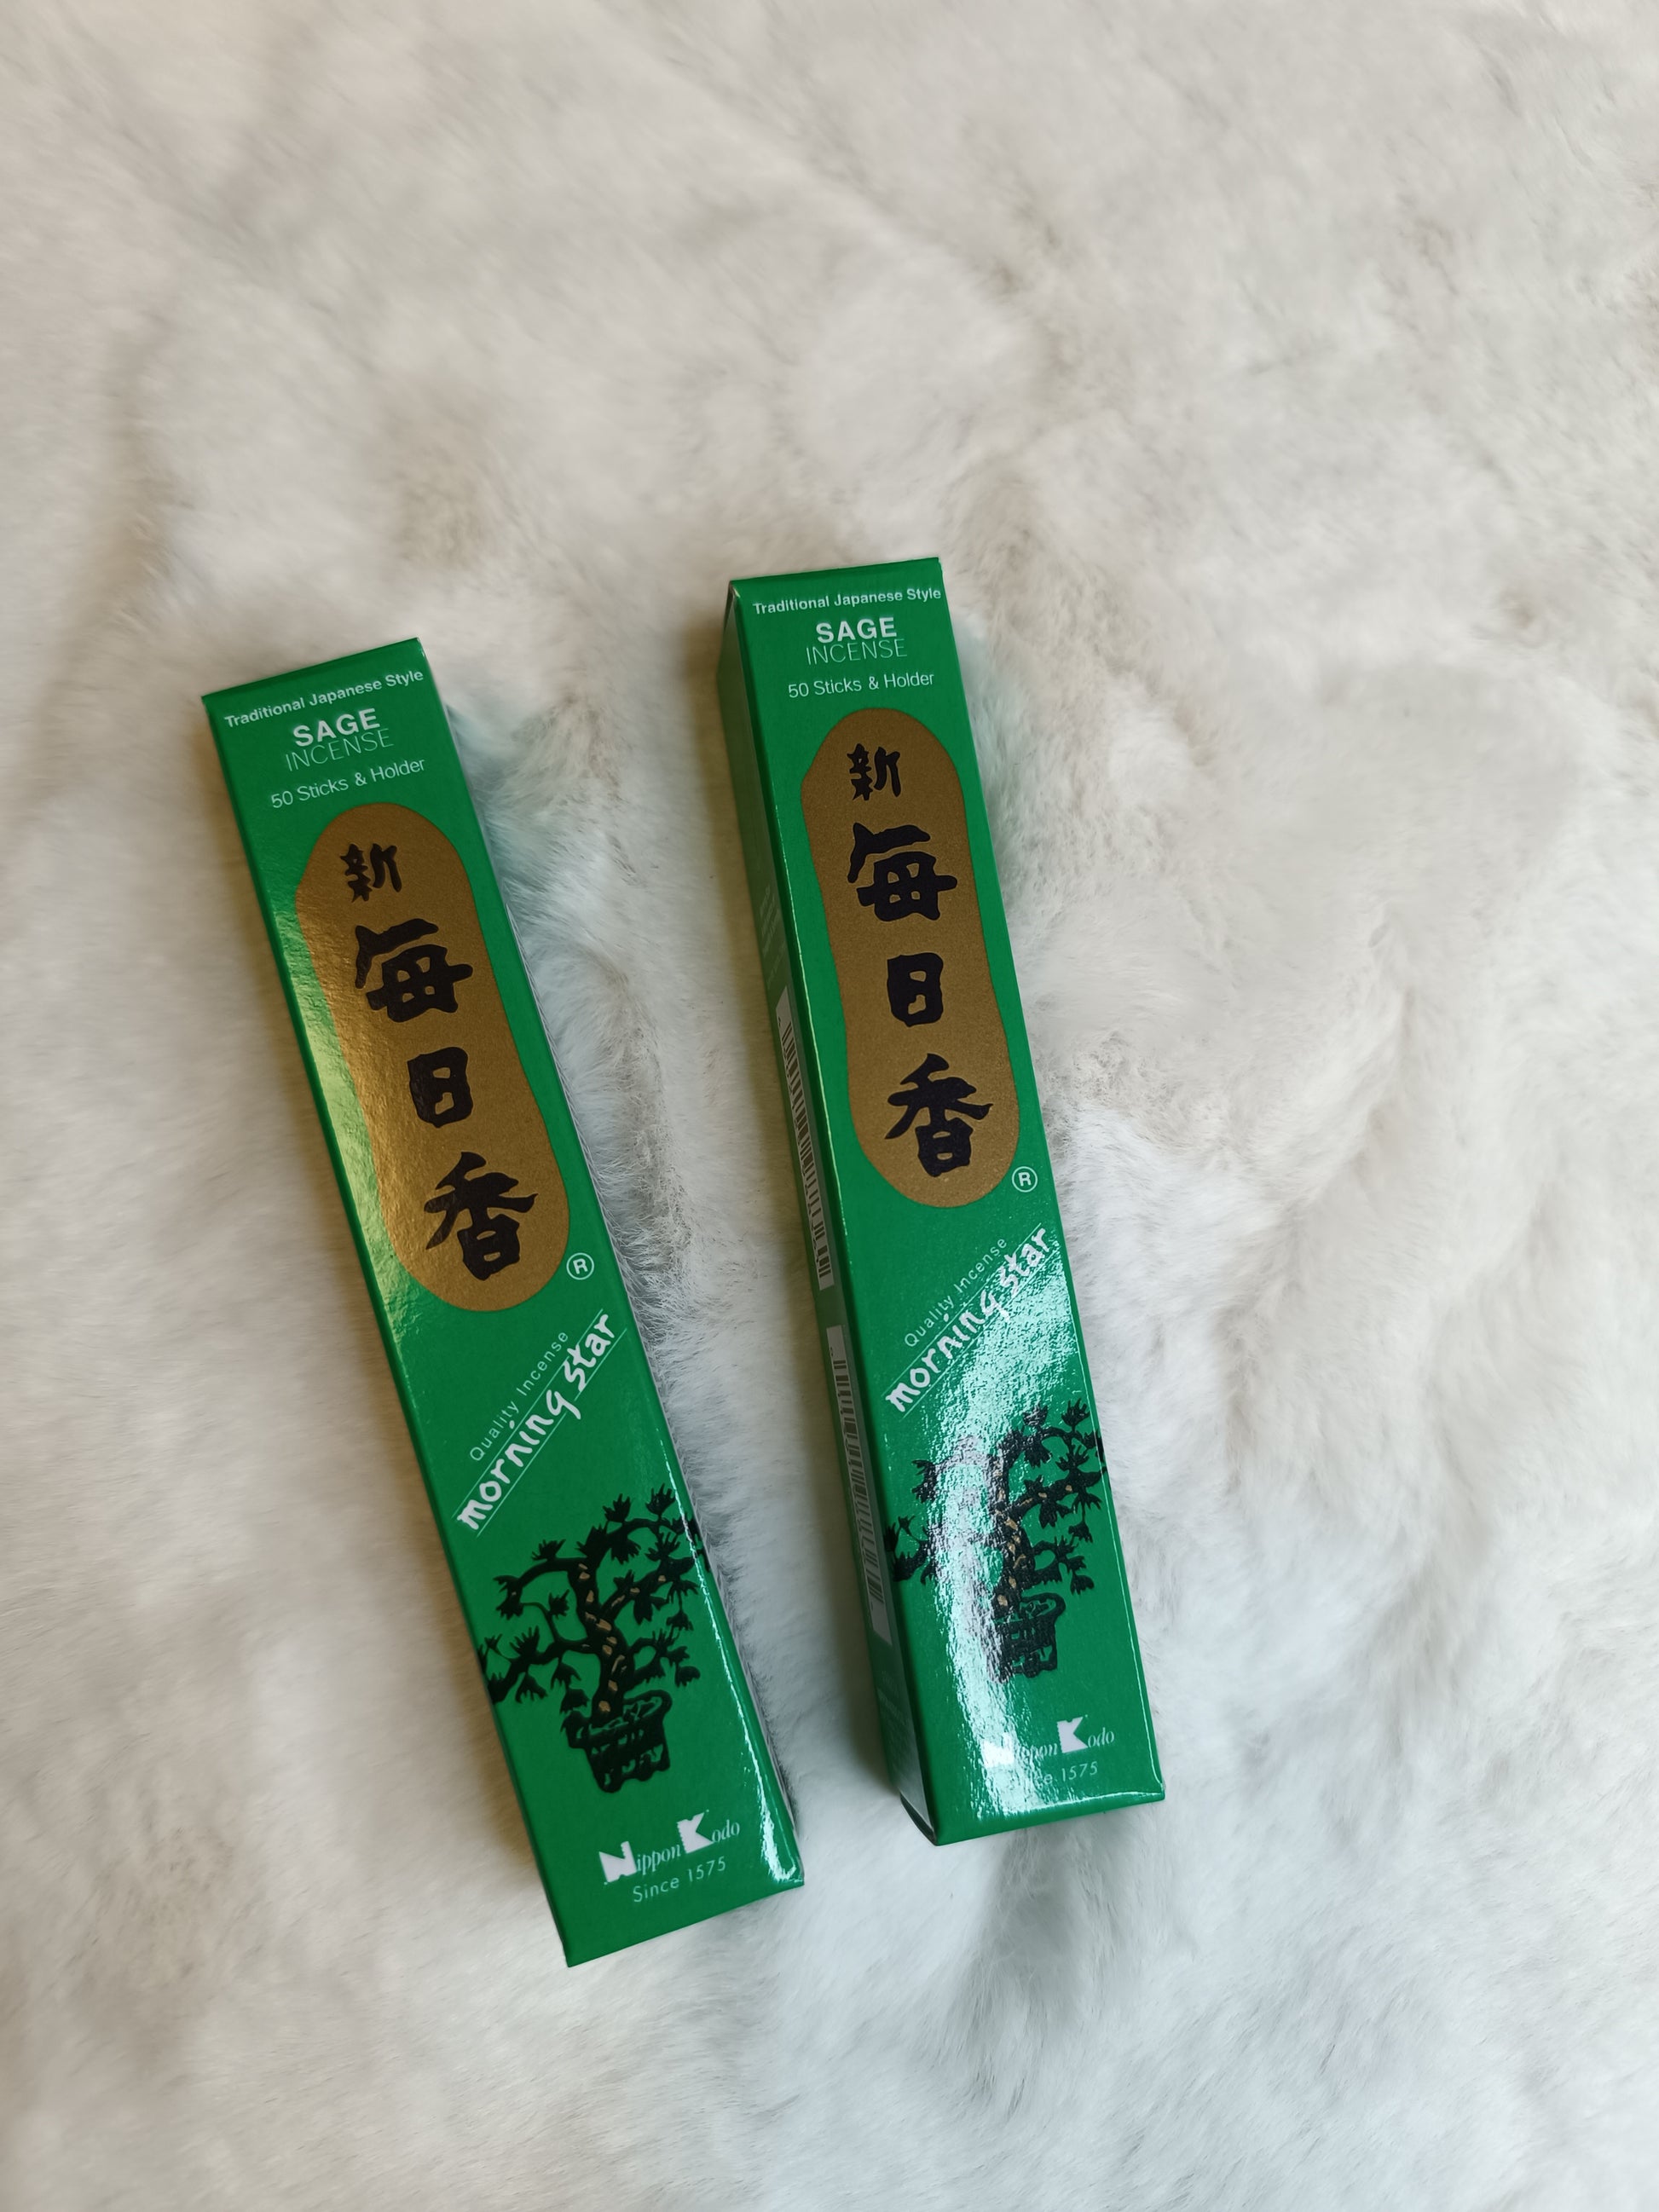 Traditional Japanese Style
SAGE
INCENSE
50 Sticks & Holder
新
毎
日
香
®
Quality Incense
morning star
Nippon Kodo
Since 1575
Traditional Japanese Style
SAGE
INCENSE
50 Sticks & Holder
新
毎
日
香
®
Quality Incense
morning star
Nippon Kodo
Since 1575